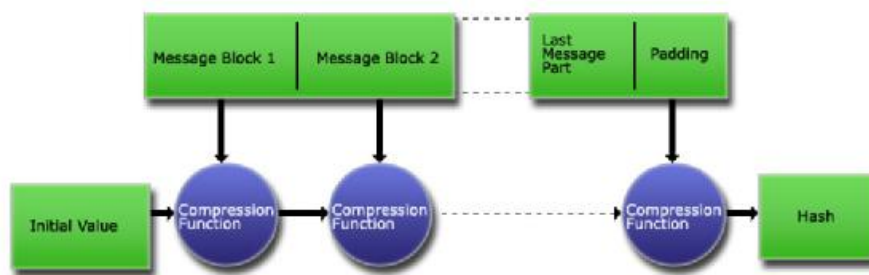 Message Block 1
Message Block 2
Last
Message
Part
Padding
Initial Value
Compression
Function
Compression
Function
Compression
Function
Hash